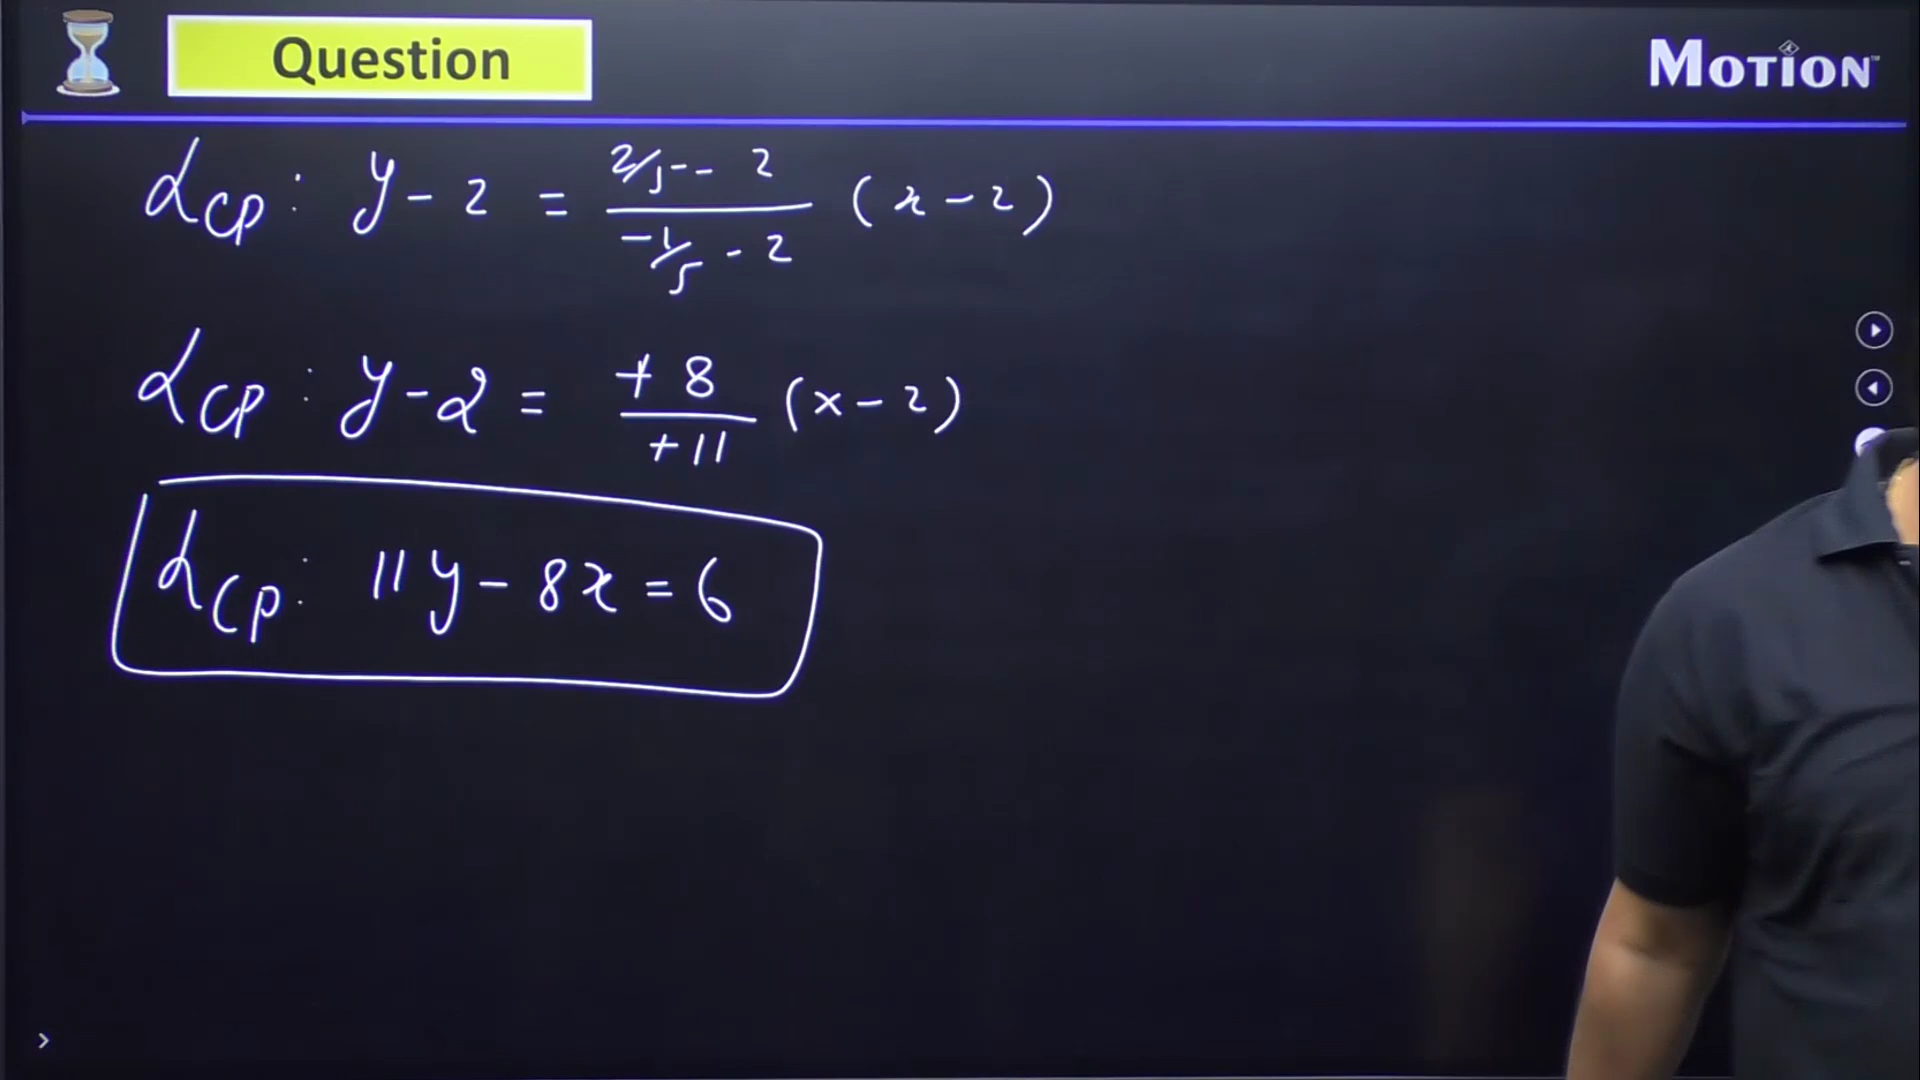 Question
MOTION
L_CP : y - 2 = (2/5 - - 2)/(-1/5 - 2) (x - 2)
L_CP : y - 2 = +8/+11 (x - 2)
L_CP : 11y - 8x = 6